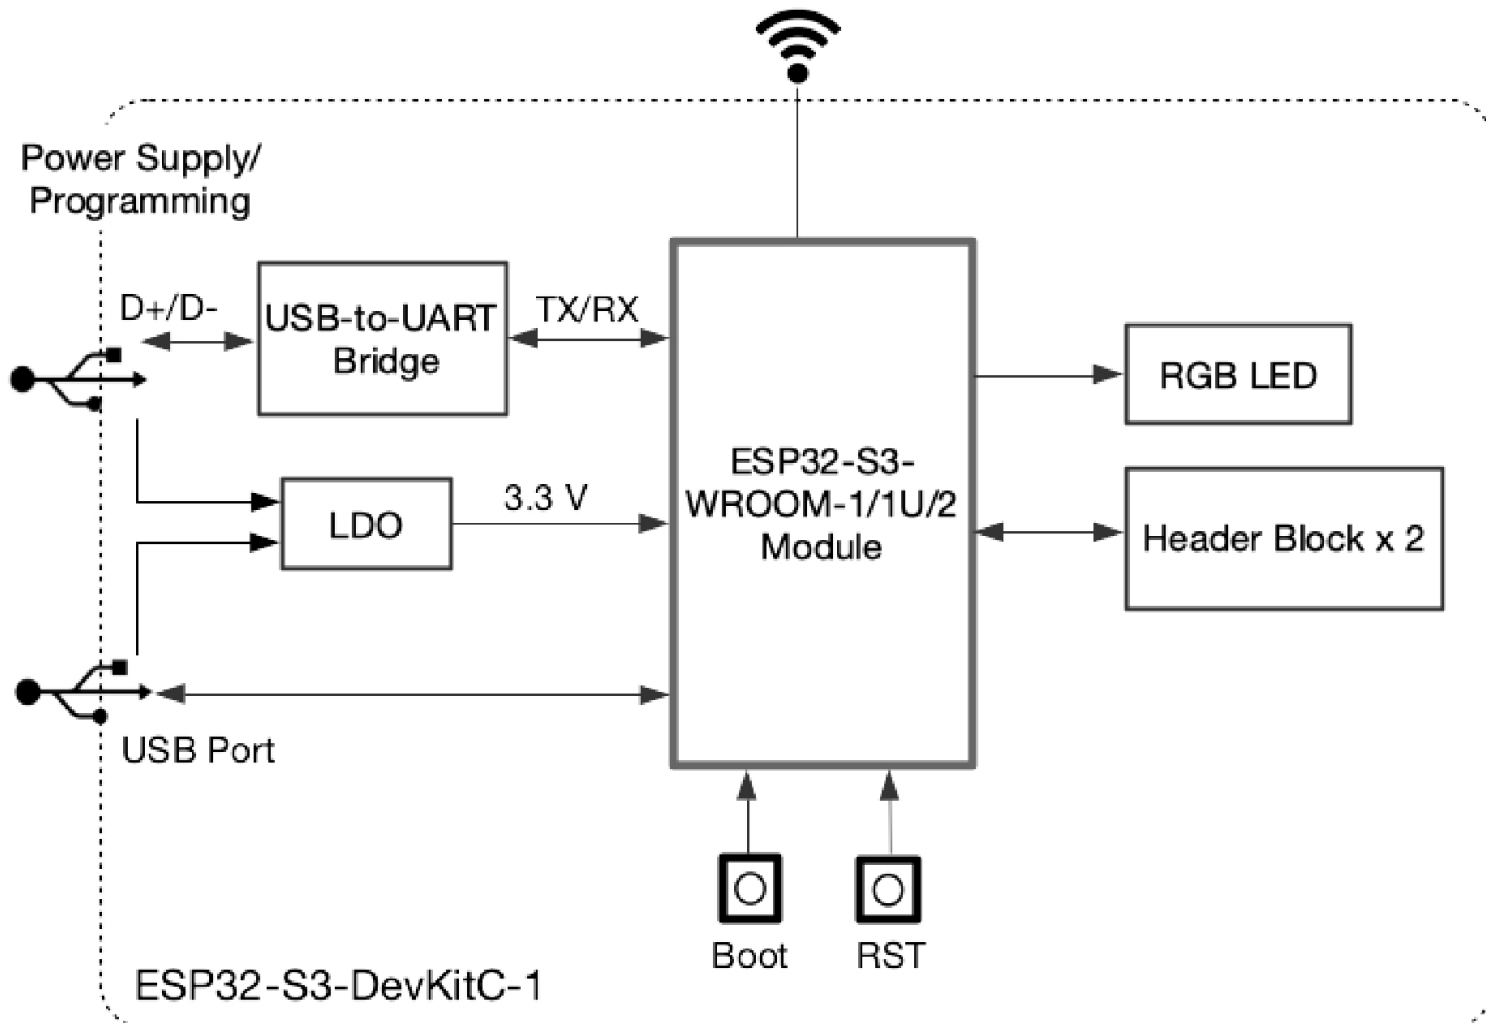 Power Supply/
Programming
D+/D-
USB-to-UART
Bridge
TX/RX
RGB LED
LDO
3.3 V
ESP32-S3-
WROOM-1/1U/2
Module
Header Block x 2
USB Port
Boot
RST
ESP32-S3-DevKitC-1